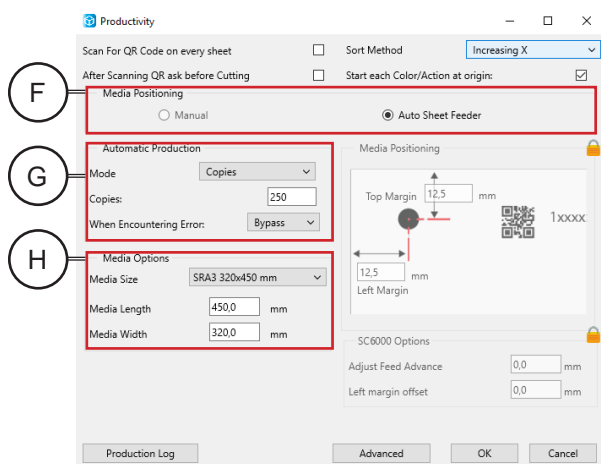 Productivity
Scan For QR Code on every sheet
Sort Method
Increasing X
After Scanning QR ask before Cutting
Start each Color/Action at origin:
F
Media Positioning
Manual
Auto Sheet Feeder
G
Automatic Production
Mode
Copies
Copies:
250
When Encountering Error:
Bypass
Media Positioning
Top Margin
12,5
mm
1xxxx
12,5
mm
Left Margin
H
Media Options
Media Size
SRA3 320x450 mm
Media Length
450,0
mm
Media Width
320,0
mm
SC6000 Options
Adjust Feed Advance
0,0
mm
Left margin offset
0,0
mm
Production Log
Advanced
OK
Cancel